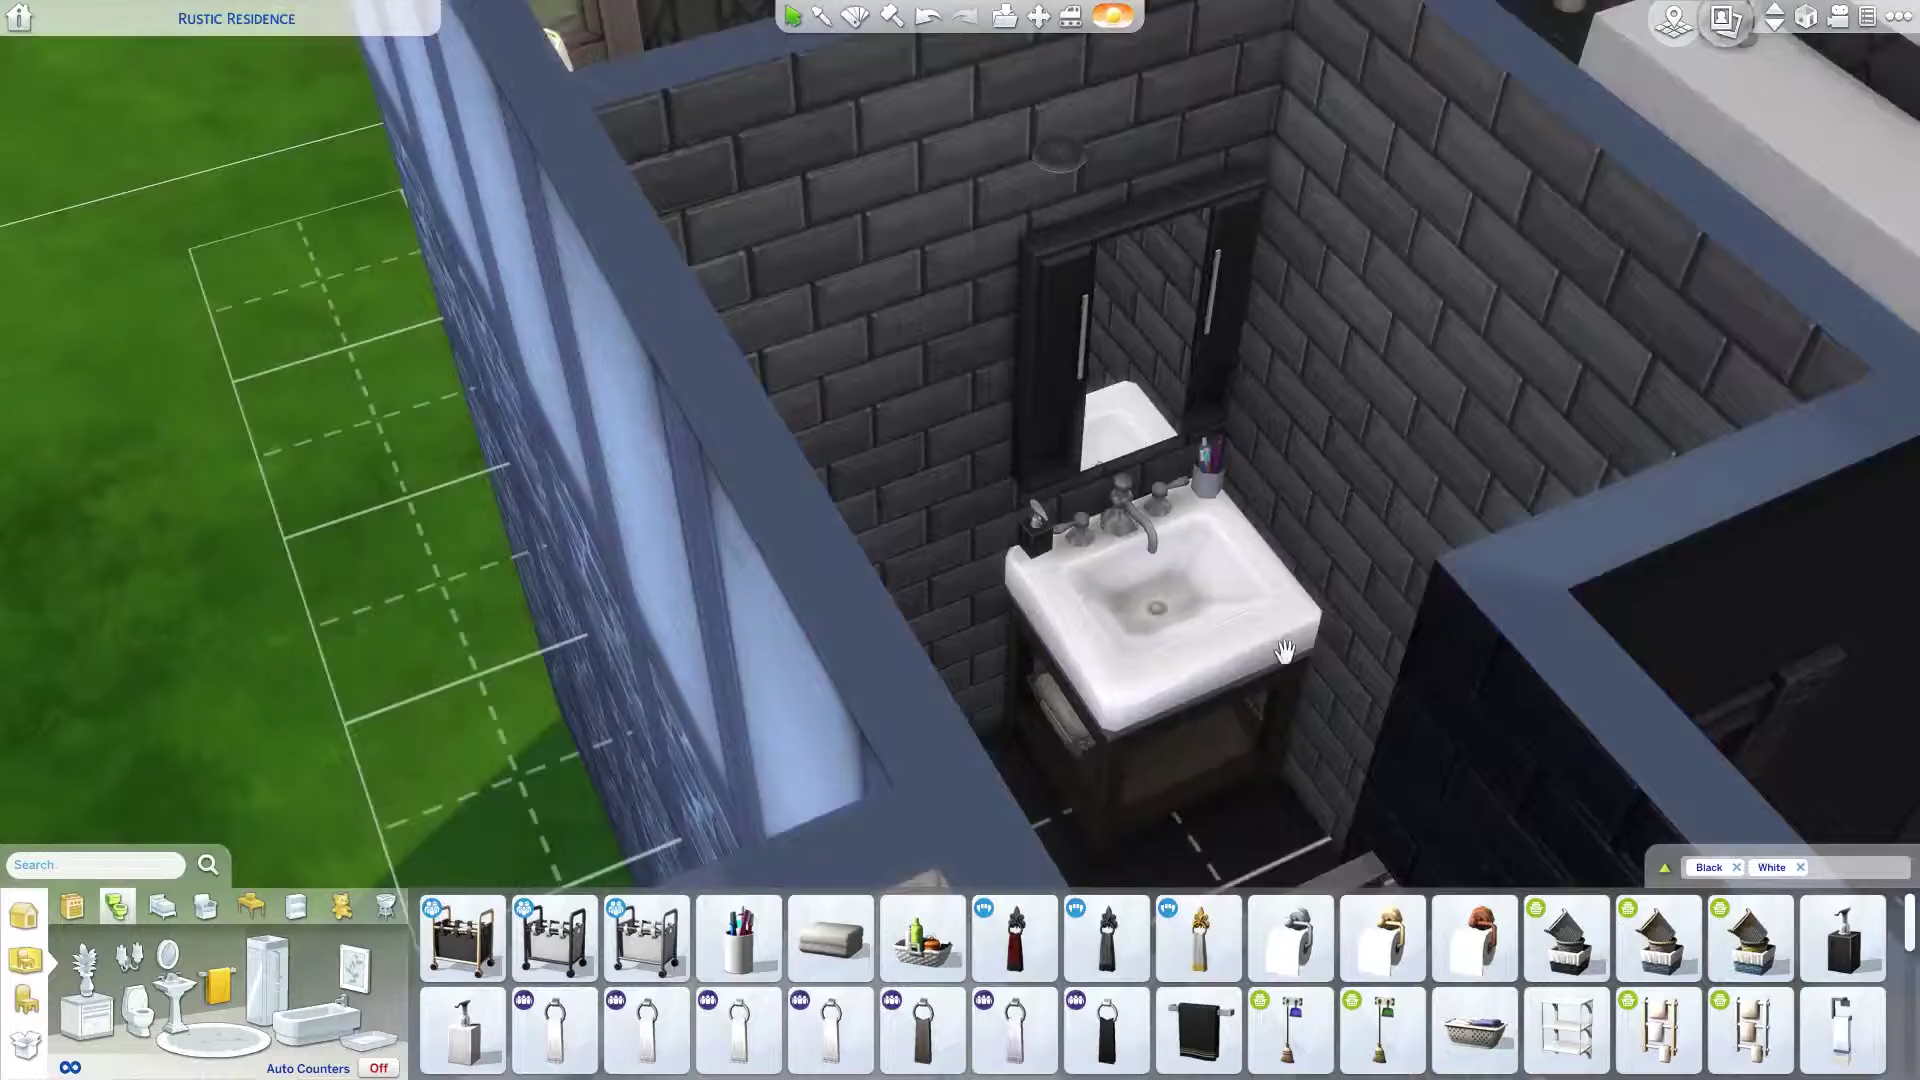 RUSTIC RESIDENCE
Search.
Black
White
Auto Counters Off